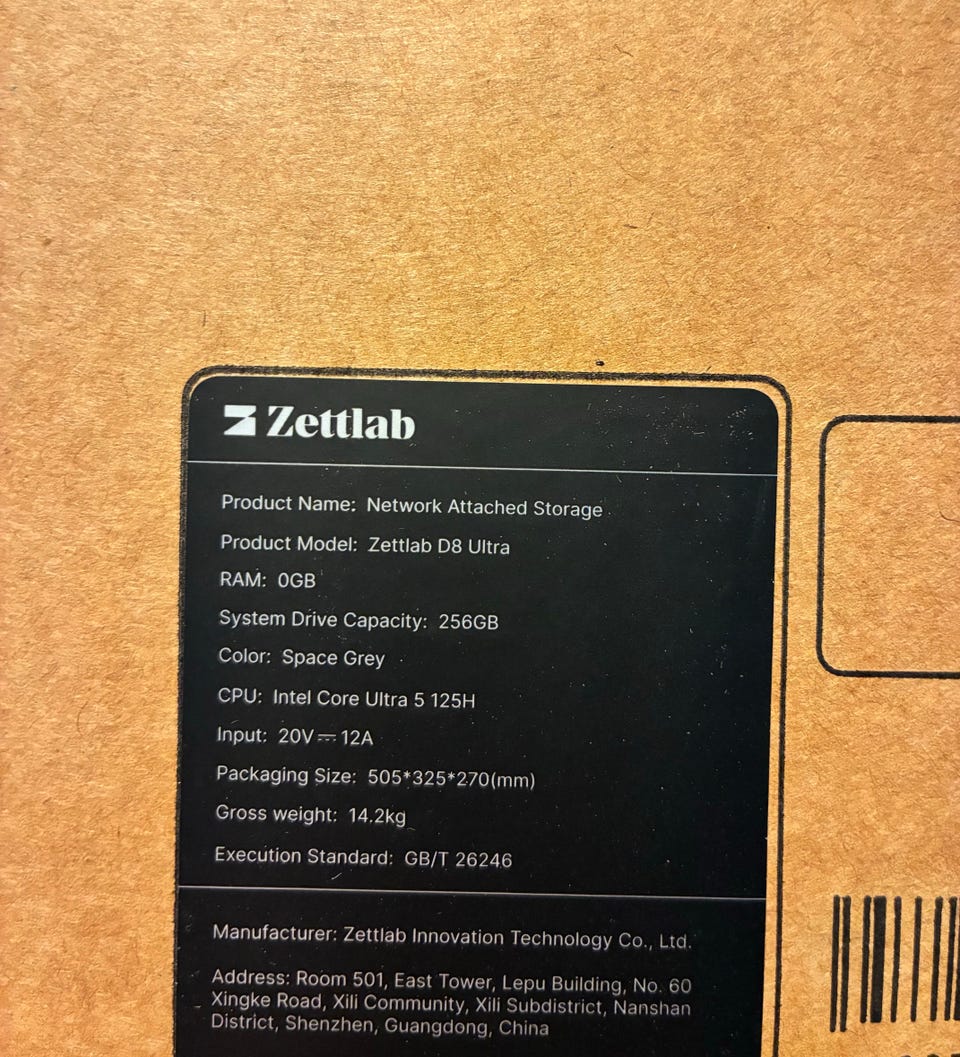 Zettlab
Product Name: Network Attached Storage
Product Model: Zettlab D8 Ultra
RAM: 0GB
System Drive Capacity: 256GB
Color: Space Grey
CPU: Intel Core Ultra 5 125H
Input: 20V⎓12A
Packaging Size: 505*325*270(mm)
Gross weight: 14.2kg
Execution Standard: GB/T 26246
Manufacturer: Zettlab Innovation Technology Co., Ltd.
Address: Room 501, East Tower, Lepu Building, No. 60
Xingke Road, Xili Community, Xili Subdistrict, Nanshan
District, Shenzhen, Guangdong, China